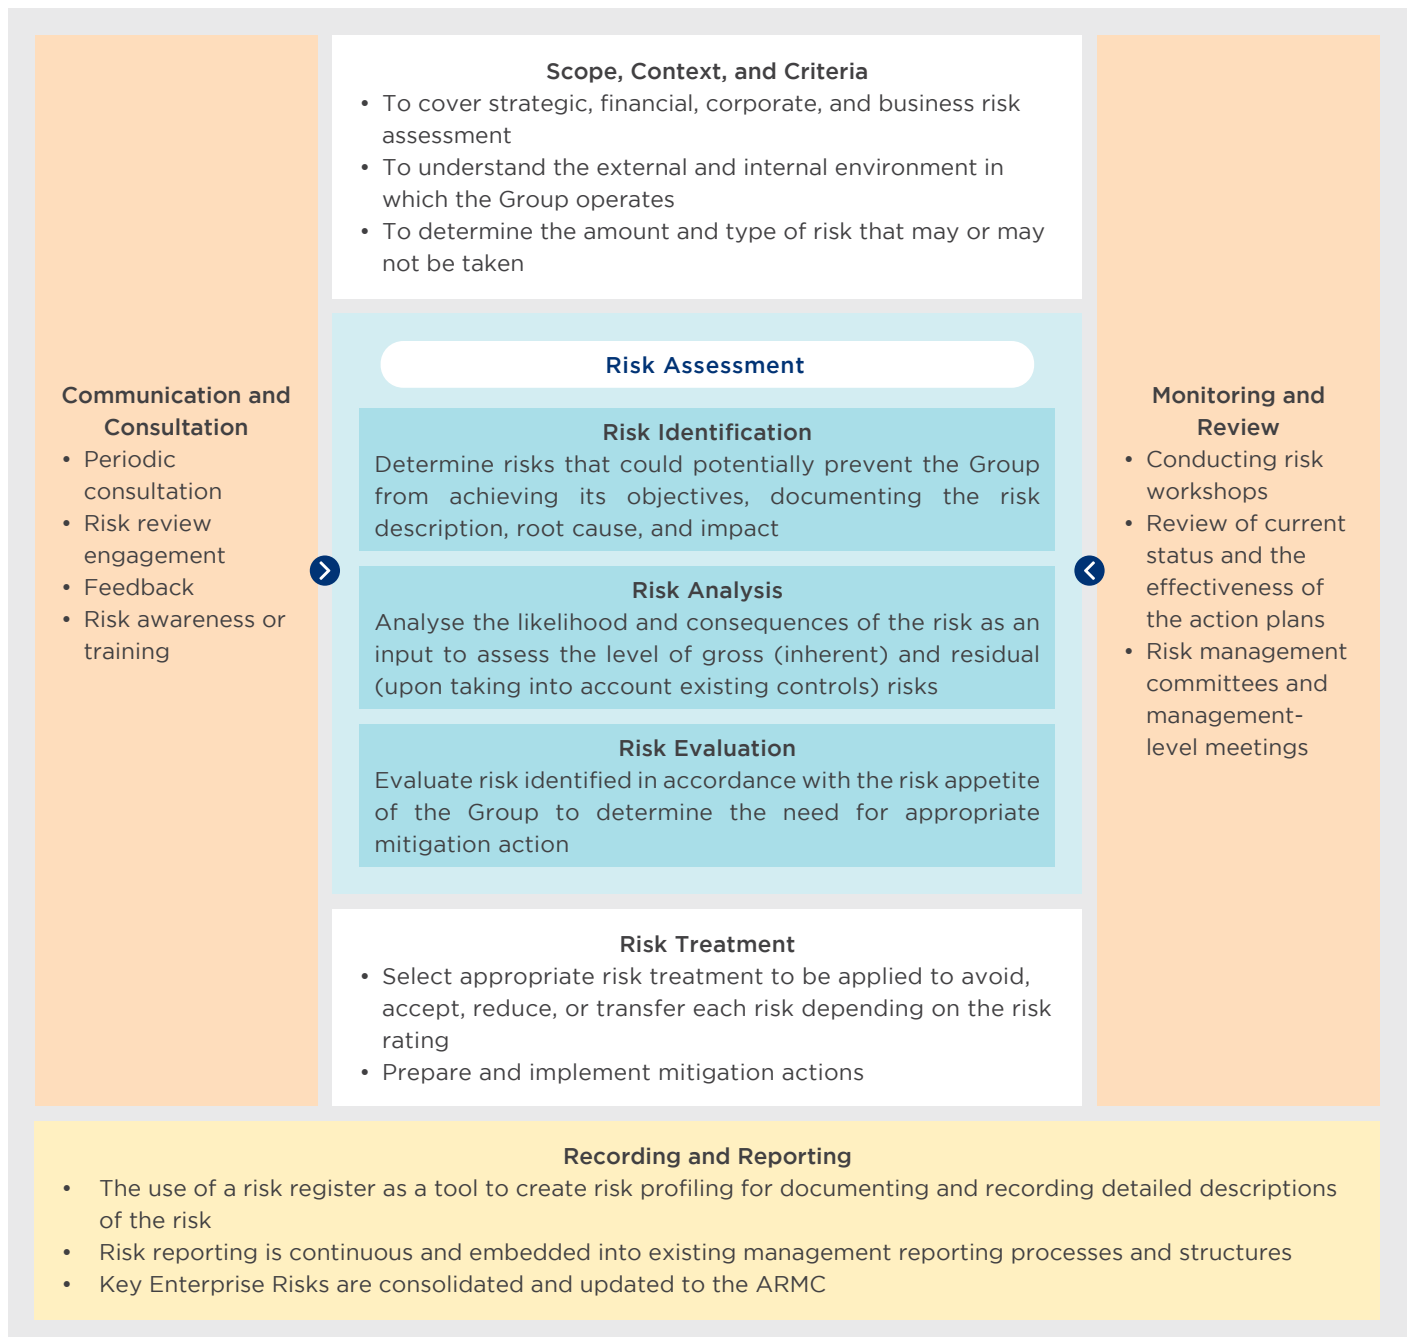 Scope, Context, and Criteria
• To cover strategic, financial, corporate, and business risk
assessment
• To understand the external and internal environment in
which the Group operates
• To determine the amount and type of risk that may or may
not be taken
Communication and
Consultation
• Periodic
consultation
• Risk review
engagement
• Feedback
• Risk awareness or
training
Risk Assessment
Risk Identification
Determine risks that could potentially prevent the Group
from achieving its objectives, documenting the risk
description, root cause, and impact
Risk Analysis
Analyse the likelihood and consequences of the risk as an
input to assess the level of gross (inherent) and residual
(upon taking into account existing controls) risks
Risk Evaluation
Evaluate risk identified in accordance with the risk appetite
of the Group to determine the need for appropriate
mitigation action
Monitoring and
Review
• Conducting risk
workshops
• Review of current
status and the
effectiveness of
the action plans
• Risk management
committees and
management-
level meetings
Risk Treatment
• Select appropriate risk treatment to be applied to avoid,
accept, reduce, or transfer each risk depending on the risk
rating
• Prepare and implement mitigation actions
Recording and Reporting
• The use of a risk register as a tool to create risk profiling for documenting and recording detailed descriptions
of the risk
• Risk reporting is continuous and embedded into existing management reporting processes and structures
• Key Enterprise Risks are consolidated and updated to the ARMC